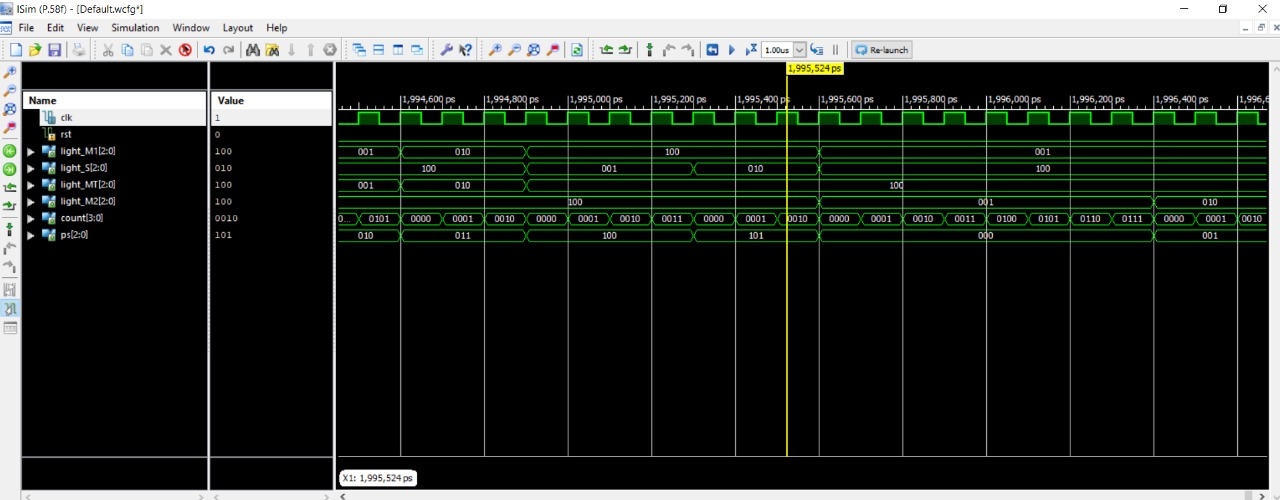 ISim (P.58f) - [Default.wcfg*]
File Edit View Simulation Window Layout Help
1.00us Re-launch
1,995,524 ps
Name Value
1,994,600 ps 1,994,800 ps 1,995,000 ps 1,995,200 ps 1,995,400 ps 1,995,600 ps 1,995,800 ps 1,996,000 ps 1,996,200 ps 1,996,400 ps 1,996,6
clk 1
rst 0
light_M1[2:0] 100 001 010 100 001
light_S[2:0] 010 100 001 010 100
light_MT[2:0] 100 001 010 100
light_M2[2:0] 100 100 001 010
count[3:0] 0010 0... 0101 0000 0001 0010 0000 0001 0010 0011 0000 0001 0010 0000 0001 0010 0011 0100 0101 0110 0111 0000 0001 0010
ps[2:0] 101 010 011 100 101 000 001
X1: 1,995,524 ps